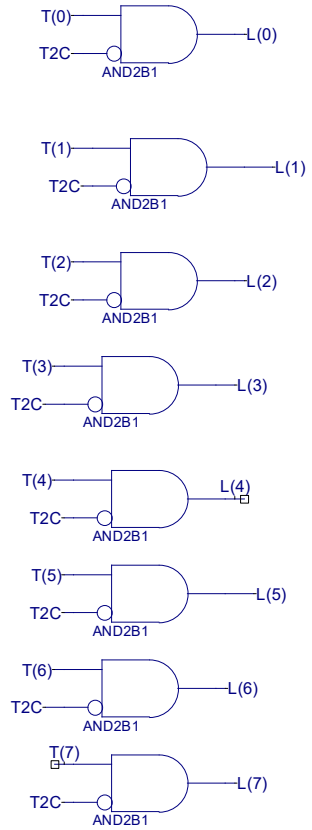 T(0)
L(0)
T2C
AND2B1
T(1)
L(1)
T2C
AND2B1
T(2)
L(2)
T2C
AND2B1
T(3)
L(3)
T2C
AND2B1
T(4)
L(4)
T2C
AND2B1
T(5)
L(5)
T2C
AND2B1
T(6)
L(6)
T2C
AND2B1
T(7)
L(7)
T2C
AND2B1